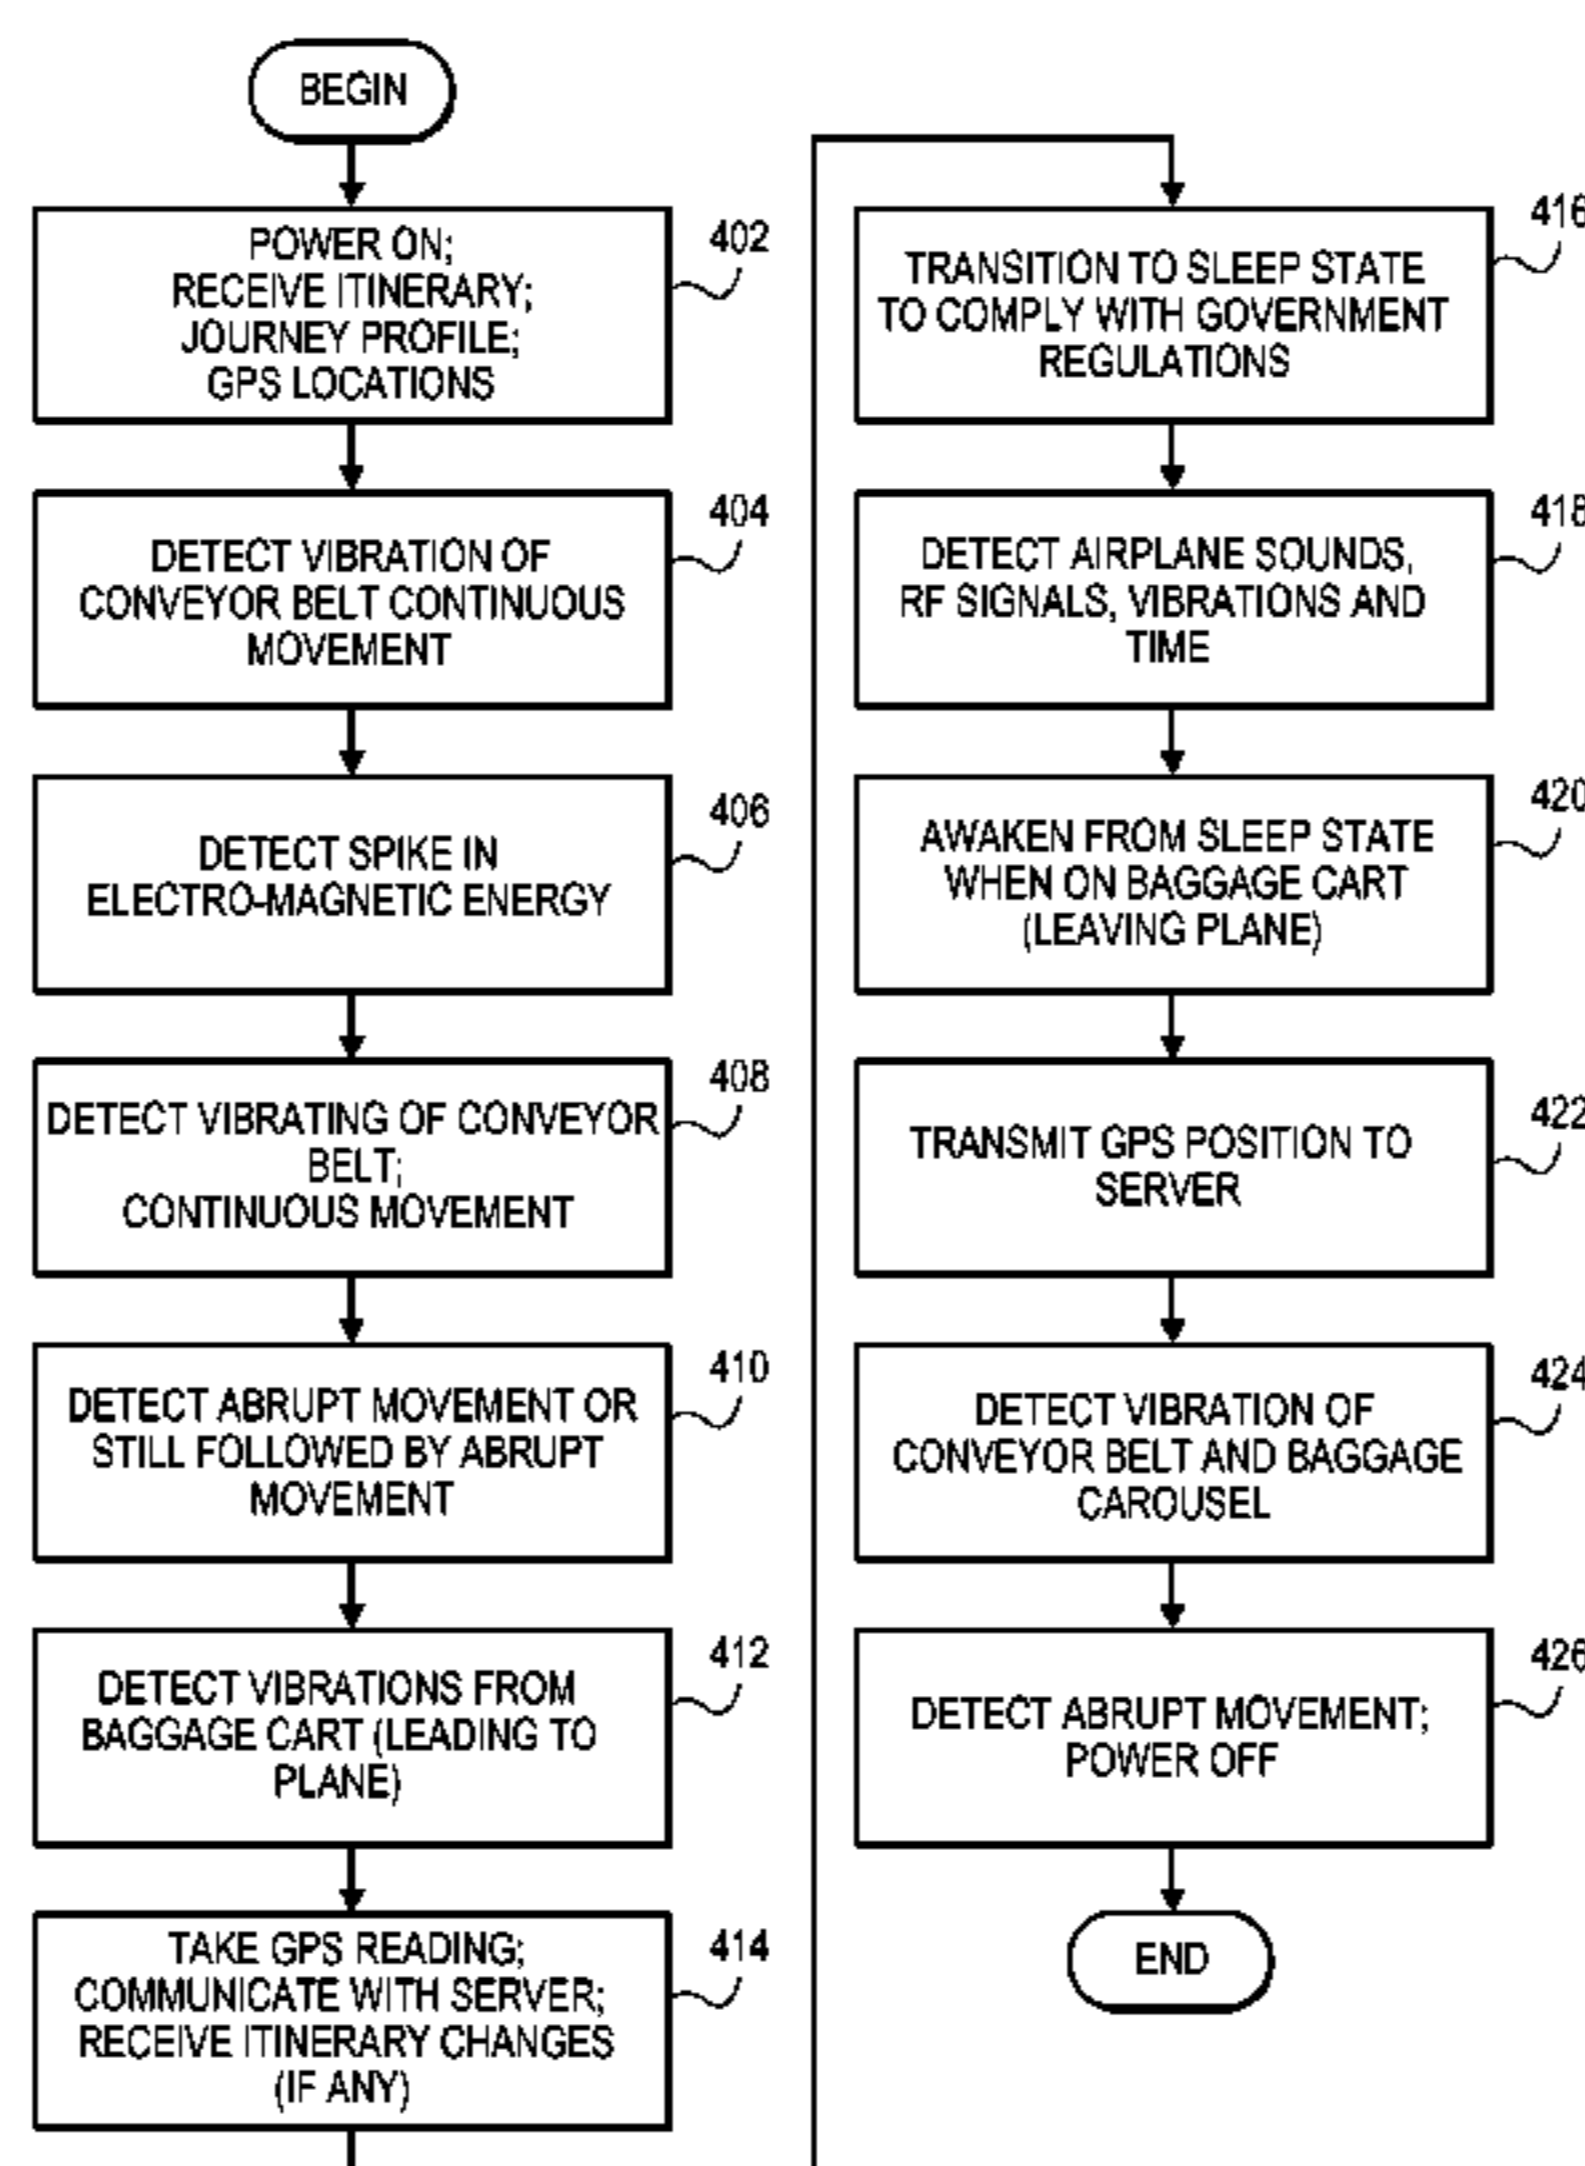 BEGIN
POWER ON;
RECEIVE ITINERARY;
JOURNEY PROFILE;
GPS LOCATIONS
402
DETECT VIBRATION OF
CONVEYOR BELT CONTINUOUS
MOVEMENT
404
DETECT SPIKE IN
ELECTRO-MAGNETIC ENERGY
406
DETECT VIBRATING OF CONVEYOR
BELT;
CONTINUOUS MOVEMENT
408
DETECT ABRUPT MOVEMENT OR
STILL FOLLOWED BY ABRUPT
MOVEMENT
410
DETECT VIBRATIONS FROM
BAGGAGE CART (LEADING TO
PLANE)
412
TAKE GPS READING;
COMMUNICATE WITH SERVER;
RECEIVE ITINERARY CHANGES
(IF ANY)
414
TRANSITION TO SLEEP STATE
TO COMPLY WITH GOVERNMENT
REGULATIONS
416
DETECT AIRPLANE SOUNDS,
RF SIGNALS, VIBRATIONS AND
TIME
418
AWAKEN FROM SLEEP STATE
WHEN ON BAGGAGE CART
(LEAVING PLANE)
420
TRANSMIT GPS POSITION TO
SERVER
422
DETECT VIBRATION OF
CONVEYOR BELT AND BAGGAGE
CAROUSEL
424
DETECT ABRUPT MOVEMENT;
POWER OFF
426
END